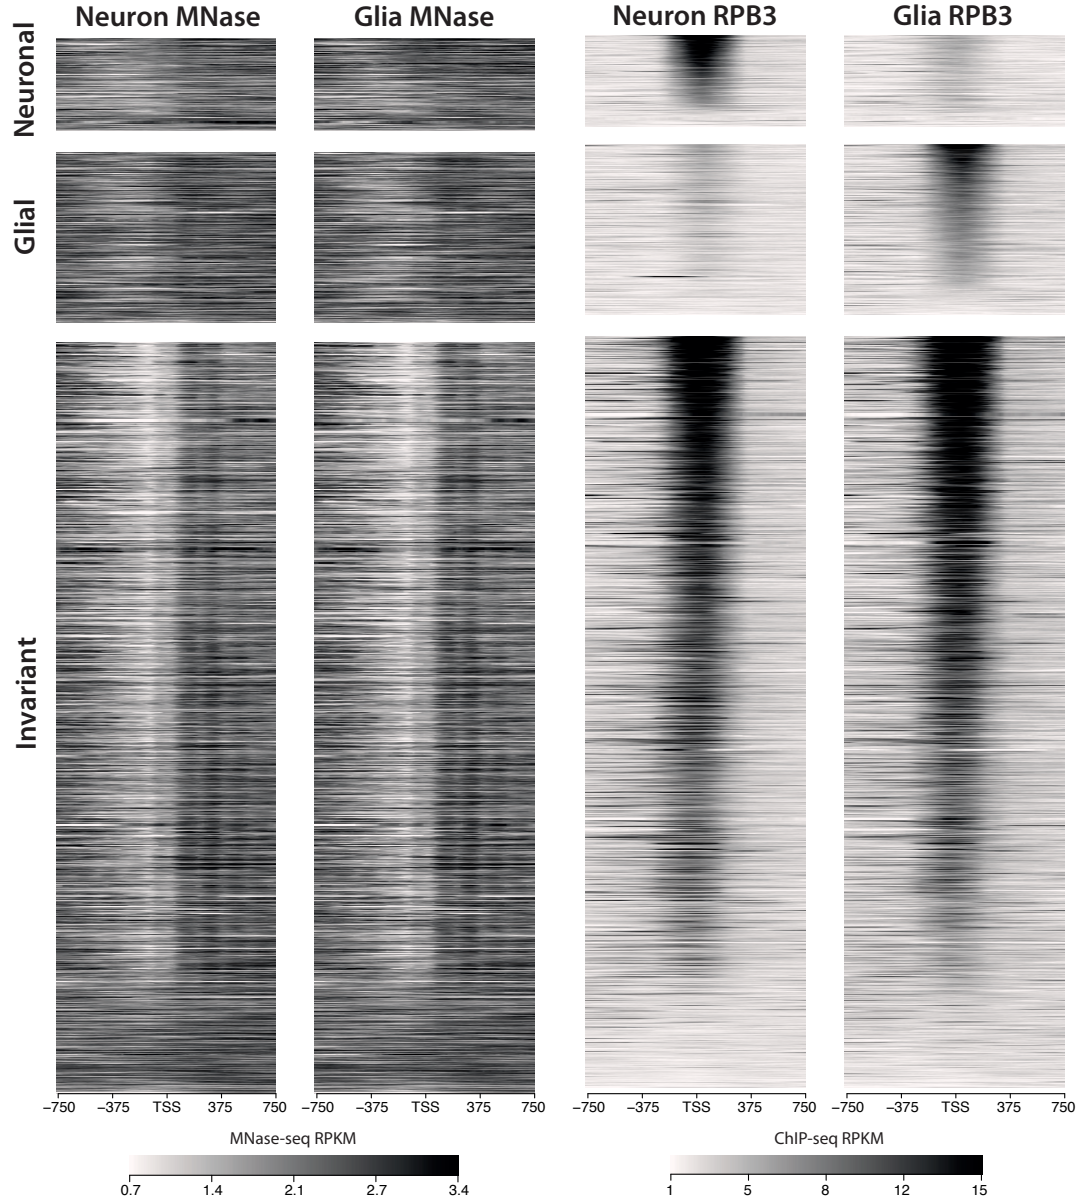 Neuron MNase Glia MNase Neuron RPB3 Glia RPB3
Neuronal
Glial
Invariant
−750 −375 TSS 375 750 −750 −375 TSS 375 750 −750 −375 TSS 375 750 −750 −375 TSS 375 750
MNase-seq RPKM ChIP-seq RPKM
0.7 1.4 2.1 2.7 3.4 1 5 8 12 15